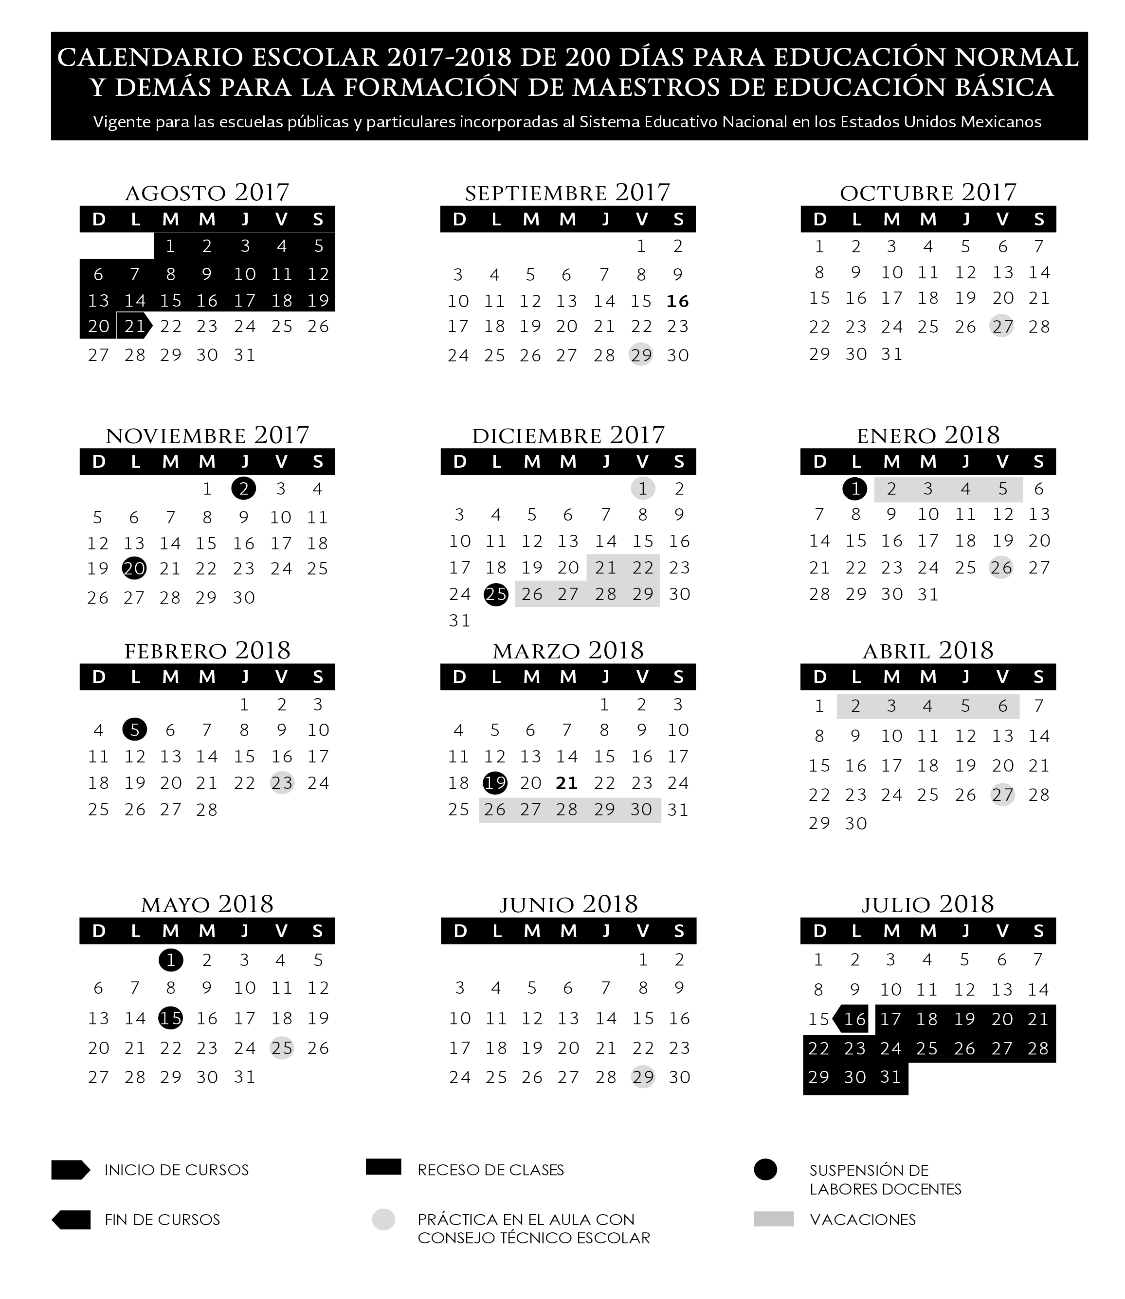 CALENDARIO ESCOLAR 2017-2018 DE 200 DÍAS PARA EDUCACIÓN NORMAL
Y DEMÁS PARA LA FORMACIÓN DE MAESTROS DE EDUCACIÓN BÁSICA
Vigente para las escuelas públicas y particulares incorporadas al Sistema Educativo Nacional en los Estados Unidos Mexicanos
AGOSTO 2017
D L M M J V S
1 2 3 4 5
6 7 8 9 10 11 12
13 14 15 16 17 18 19
20 21 22 23 24 25 26
27 28 29 30 31
SEPTIEMBRE 2017
D L M M J V S
1 2
3 4 5 6 7 8 9
10 11 12 13 14 15 16
17 18 19 20 21 22 23
24 25 26 27 28 29 30
OCTUBRE 2017
D L M M J V S
1 2 3 4 5 6 7
8 9 10 11 12 13 14
15 16 17 18 19 20 21
22 23 24 25 26 27 28
29 30 31
NOVIEMBRE 2017
D L M M J V S
1 2 3 4
5 6 7 8 9 10 11
12 13 14 15 16 17 18
19 20 21 22 23 24 25
26 27 28 29 30
DICIEMBRE 2017
D L M M J V S
1 2
3 4 5 6 7 8 9
10 11 12 13 14 15 16
17 18 19 20 21 22 23
24 25 26 27 28 29 30
31
ENERO 2018
D L M M J V S
1 2 3 4 5 6
7 8 9 10 11 12 13
14 15 16 17 18 19 20
21 22 23 24 25 26 27
28 29 30 31
FEBRERO 2018
D L M M J V S
1 2 3
4 5 6 7 8 9 10
11 12 13 14 15 16 17
18 19 20 21 22 23 24
25 26 27 28
MARZO 2018
D L M M J V S
1 2 3
4 5 6 7 8 9 10
11 12 13 14 15 16 17
18 19 20 21 22 23 24
25 26 27 28 29 30 31
ABRIL 2018
D L M M J V S
1 2 3 4 5 6 7
8 9 10 11 12 13 14
15 16 17 18 19 20 21
22 23 24 25 26 27 28
29 30
MAYO 2018
D L M M J V S
1 2 3 4 5
6 7 8 9 10 11 12
13 14 15 16 17 18 19
20 21 22 23 24 25 26
27 28 29 30 31
JUNIO 2018
D L M M J V S
1 2
3 4 5 6 7 8 9
10 11 12 13 14 15 16
17 18 19 20 21 22 23
24 25 26 27 28 29 30
JULIO 2018
D L M M J V S
1 2 3 4 5 6 7
8 9 10 11 12 13 14
15 16 17 18 19 20 21
22 23 24 25 26 27 28
29 30 31
INICIO DE CURSOS
FIN DE CURSOS
RECESO DE CLASES
PRÁCTICA EN EL AULA CON
CONSEJO TÉCNICO ESCOLAR
SUSPENSIÓN DE
LABORES DOCENTES
VACACIONES